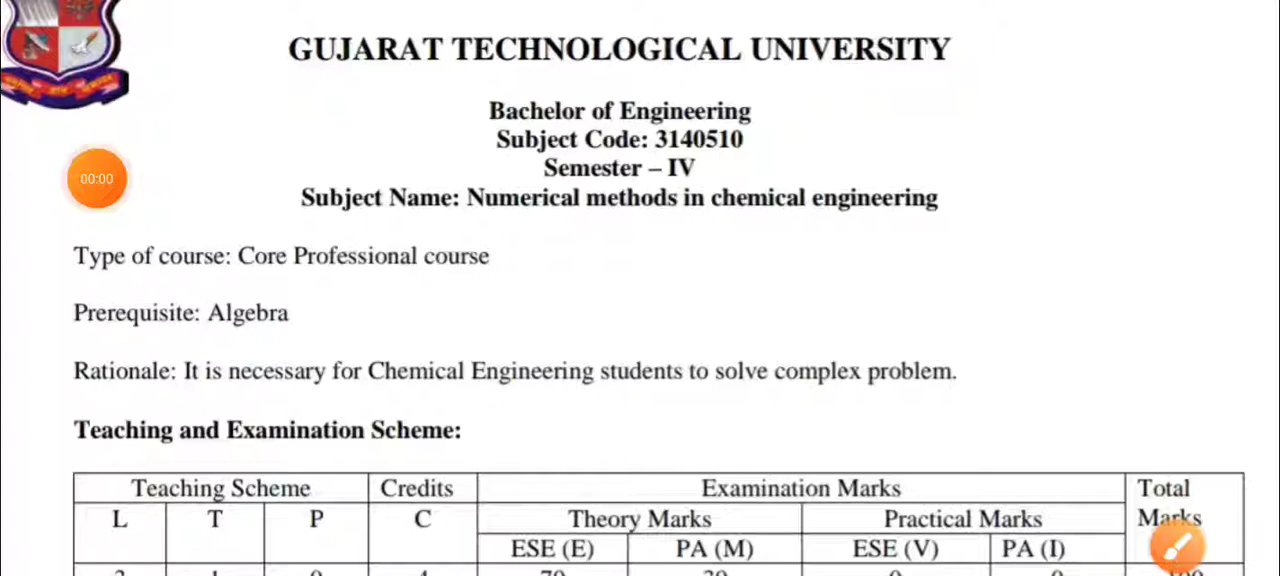 GUJARAT TECHNOLOGICAL UNIVERSITY
Bachelor of Engineering
Subject Code: 3140510
Semester – IV
Subject Name: Numerical methods in chemical engineering
00:00
Type of course: Core Professional course
Prerequisite: Algebra
Rationale: It is necessary for Chemical Engineering students to solve complex problem.
Teaching and Examination Scheme:
Teaching Scheme Credits Examination Marks Total Marks
L T P C Theory Marks Practical Marks
ESE (E) PA (M) ESE (V) PA (I)